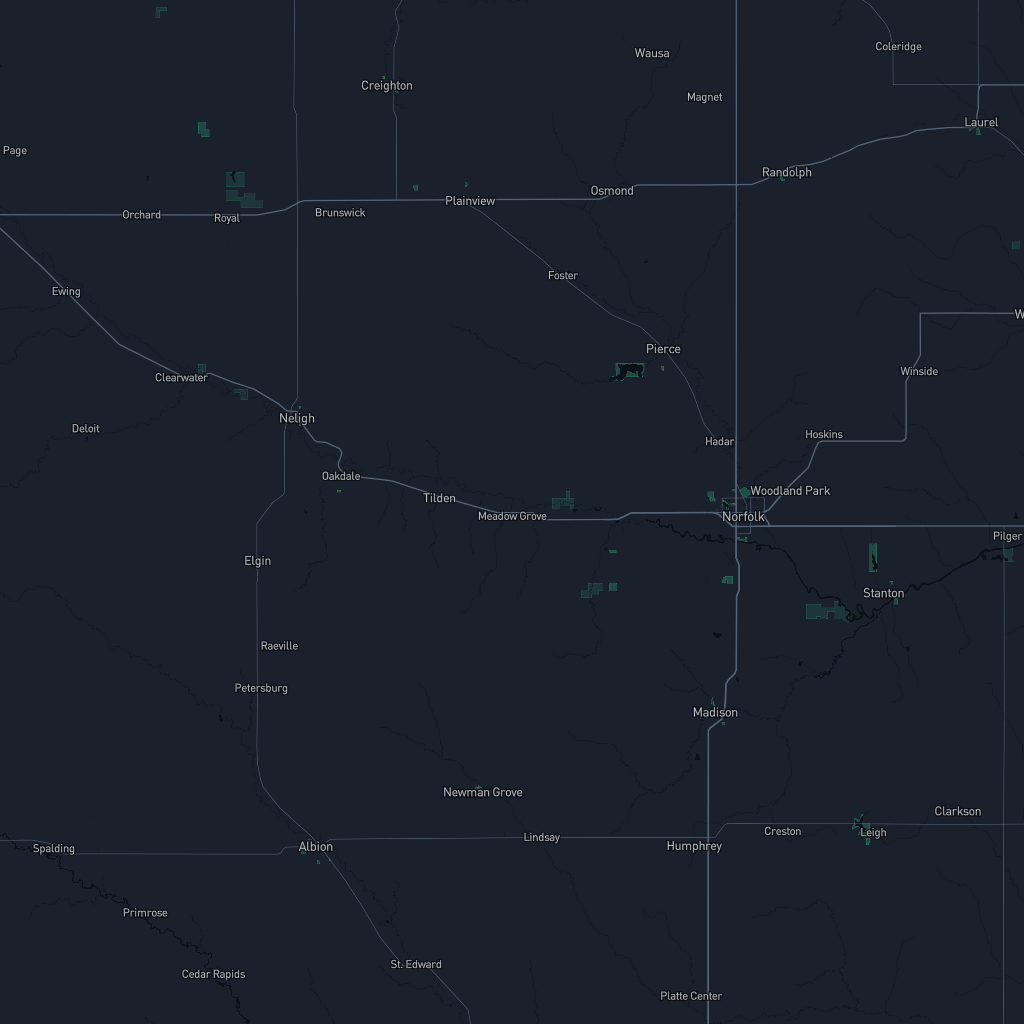 Coleridge
Wausa
Creighton
Magnet
Laurel
Page
Randolph
Osmond
Plainview
Brunswick
Orchard
Royal
Foster
Ewing
W
Pierce
Winside
Clearwater
Neligh
Deloit
Hoskins
Hadar
Oakdale
Woodland Park
Tilden
Meadow Grove
Norfolk
Pilger
Elgin
Stanton
Raeville
Petersburg
Madison
Newman Grove
Clarkson
Creston
Leigh
Lindsay
Humphrey
Albion
Spalding
Primrose
St. Edward
Cedar Rapids
Platte Center